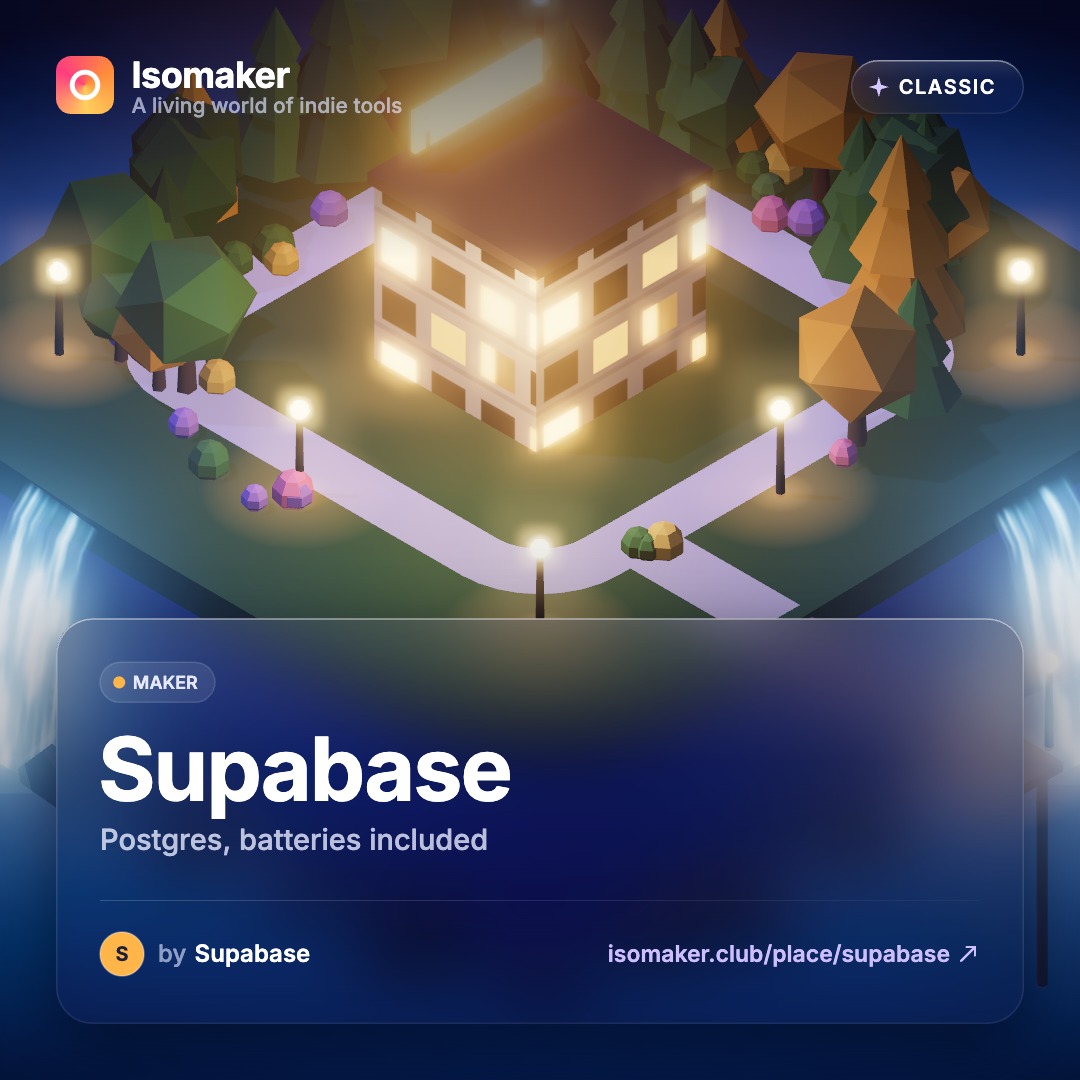 Isomaker
A living world of indie tools
CLASSIC
MAKER
Supabase
Postgres, batteries included
S by Supabase
isomaker.club/place/supabase ↗